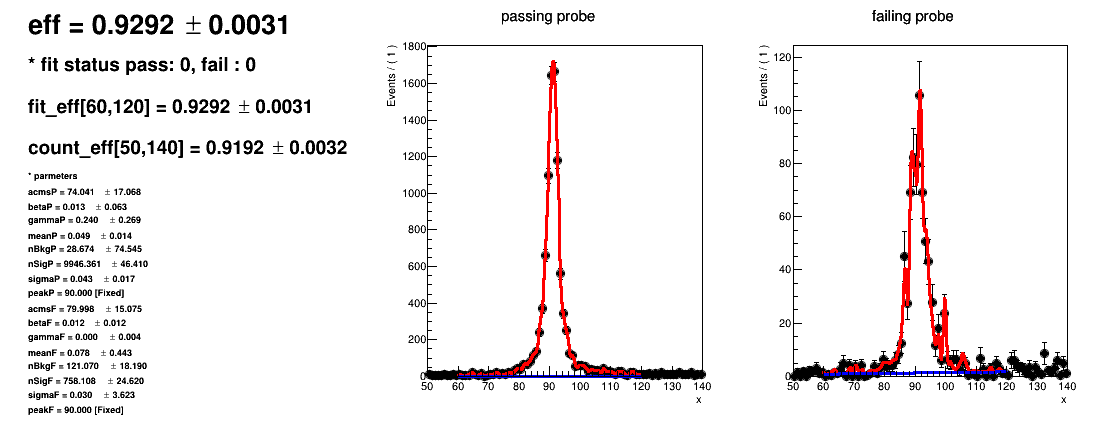 eff = 0.9292 ± 0.0031
* fit status pass: 0, fail : 0
fit_eff[60,120] = 0.9292 ± 0.0031
count_eff[50,140] = 0.9192 ± 0.0032
* parmeters
acmsP = 74.041 ± 17.068
betaP = 0.013 ± 0.063
gammaP = 0.240 ± 0.269
meanP = 0.049 ± 0.014
nBkgP = 28.674 ± 74.545
nSigP = 9946.361 ± 46.410
sigmaP = 0.043 ± 0.017
peakP = 90.000 [Fixed]
acmsF = 79.998 ± 15.075
betaF = 0.012 ± 0.012
gammaF = 0.000 ± 0.004
meanF = 0.078 ± 0.443
nBkgF = 121.070 ± 18.190
nSigF = 758.108 ± 24.620
sigmaF = 0.030 ± 3.623
peakF = 90.000 [Fixed]
passing probe
Events / ( 1 )
1800
1600
1400
1200
1000
800
600
400
200
0
50 60 70 80 90 100 110 120 130 140
x
failing probe
Events / ( 1 )
120
100
80
60
40
20
0
50 60 70 80 90 100 110 120 130 140
x